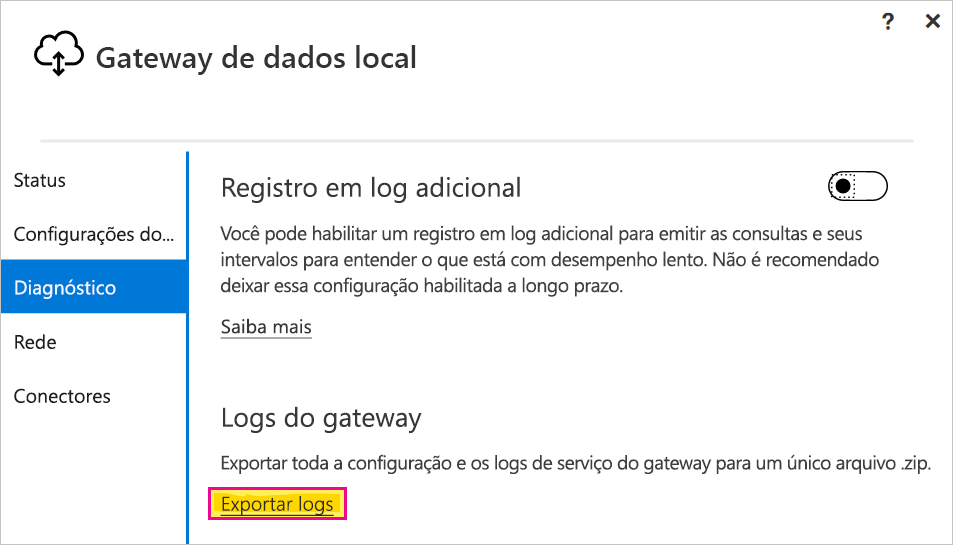 ?
×
Gateway de dados local
Status
Configurações do...
Diagnóstico
Rede
Conectores
Registro em log adicional
Você pode habilitar um registro em log adicional para emitir as consultas e seus
intervalos para entender o que está com desempenho lento. Não é recomendado
deixar essa configuração habilitada a longo prazo.
Saiba mais
Logs do gateway
Exportar toda a configuração e os logs de serviço do gateway para um único arquivo .zip.
Exportar logs